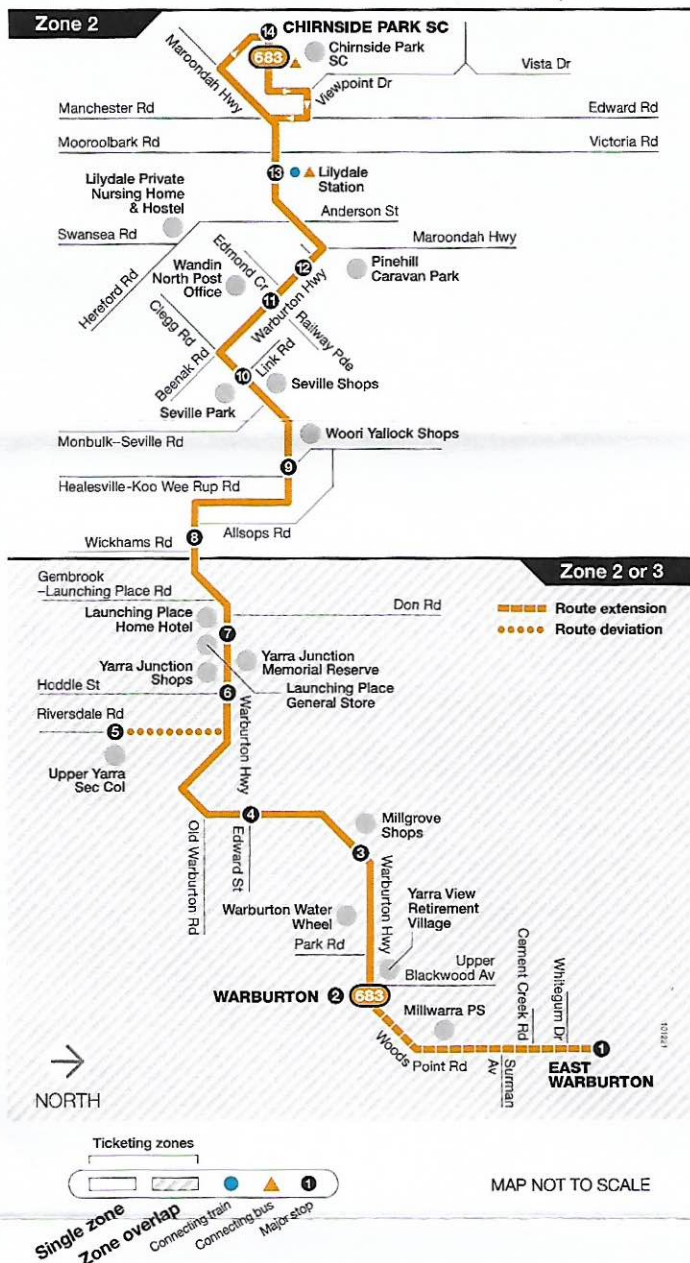 Zone 2
14 CHIRNSIDE PARK SC
683
Chirnside Park
SC
Maroondah Hwy
Viewpoint Dr
Vista Dr
Manchester Rd
Edward Rd
Mooroolbark Rd
Victoria Rd
13
Lilydale
Station
Lilydale Private
Nursing Home
& Hostel
Anderson St
Swansea Rd
Maroondah Hwy
Hereford Rd
Wandin
North Post
Office
Edmond Cr
12
Pinehill
Caravan Park
11
Warburton Hwy
Railway Pde
Clegg Rd
Beenak Rd
10
Link Rd
Seville Shops
Seville Park
Monbulk--Seville Rd
Woori Yallock Shops
9
Healesville-Koo Wee Rup Rd
Allsops Rd
8
Wickhams Rd
Zone 2 or 3
Gembrook
–Launching Place Rd
Don Rd
Route extension
Route deviation
Launching Place
Home Hotel
7
Yarra Junction
Shops
Yarra Junction
Memorial Reserve
Launching Place
General Store
Hoddle St
6
Riversdale Rd
5
Warburton Hwy
Upper Yarra
Sec Col
Old Warburton Rd
4
Edward St
Millgrove
Shops
3
Warburton Hwy
Warburton Water
Wheel
Yarra View
Retirement
Village
Park Rd
Upper
Blackwood Av
WARBURTON 2 683
Millwarra PS
Cement Creek Rd
Whitegum Dr
Woods
Point Rd
Surman
Av
1
EAST
WARBURTON
101221
NORTH
Ticketing zones
Single zone
Zone overlap
Connecting train
Connecting bus
1
Major stop
MAP NOT TO SCALE